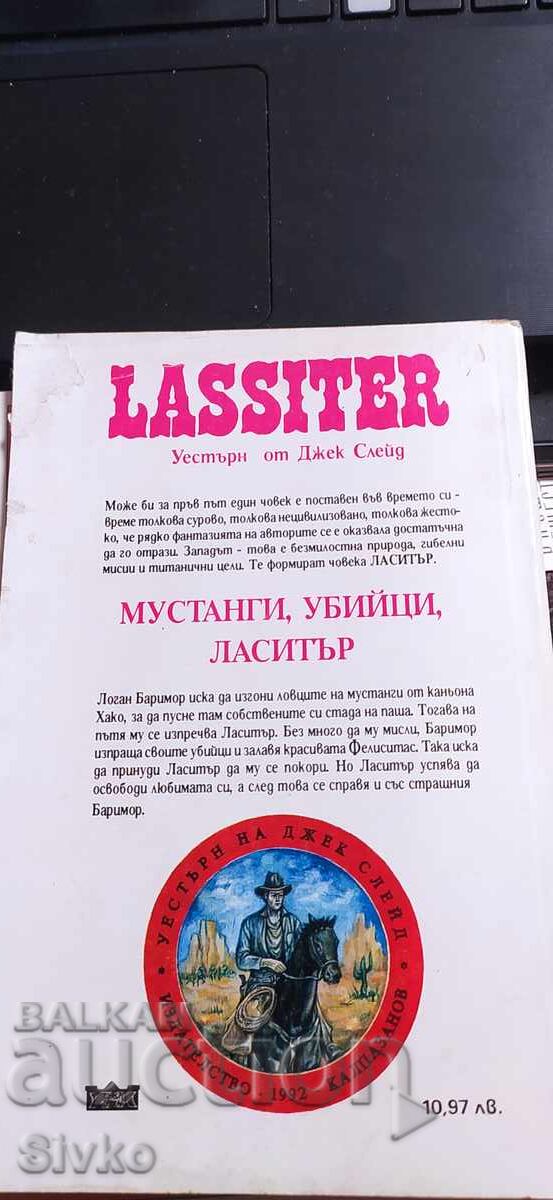 LASSITER
Уестърн от Джек Слейд
Може би за пръв път един човек е поставен във времето си -
време толкова сурово, толкова нецивилизовано, толкова жесто-
ко, че рядко фантазията на авторите се е оказвала достатъчна
да го отрази. Западът - това е безмилостна природа, гибелни
мисии и титанични цели. Те формират човека ЛАСИТЪР.
МУСТАНГИ, УБИЙЦИ,
ЛАСИТЪР
Логан Баримор иска да изгони ловците на мустанги от каньона
Хако, за да пусне там собствените си стада на паша. Тогава на
пътя му се изпречва Ласитър. Без много да му мисли, Баримор
изпраща своите убийци и залавя красивата Фелиситас. Така иска
да принуди Ласитър да му се покори. Но Ласитър успява да
освободи любимата си, а след това се справя и със страшния
Баримор.
УЕСТЪРН НА ДЖЕК СЛЕЙД
ИЗДАТЕЛСТВО · 1992 · КАЛПАЗАНОВ
10,97 лв.
BALKAN
auction
Sivko